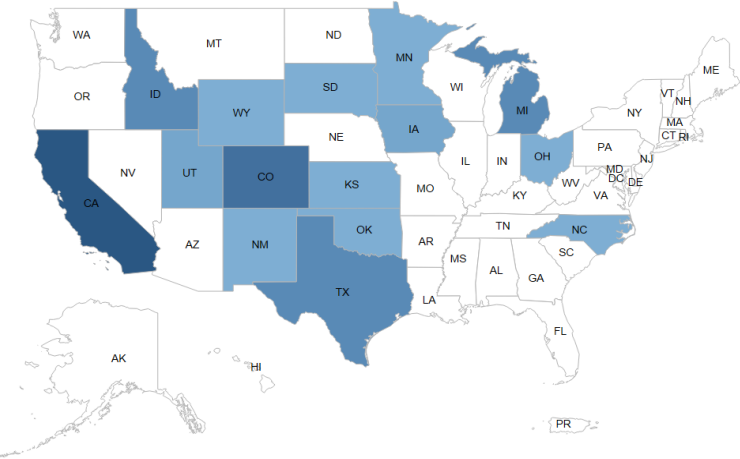 WA
MT
ND
MN
ME
OR
ID
WY
SD
WI
MI
VT
NH
NY
MA
CT
RI
NV
UT
CO
NE
IA
IL
IN
OH
PA
NJ
MD
DC
DE
CA
KS
MO
KY
WV
VA
AZ
NM
OK
AR
TN
NC
SC
TX
LA
MS
AL
GA
FL
AK
HI
PR